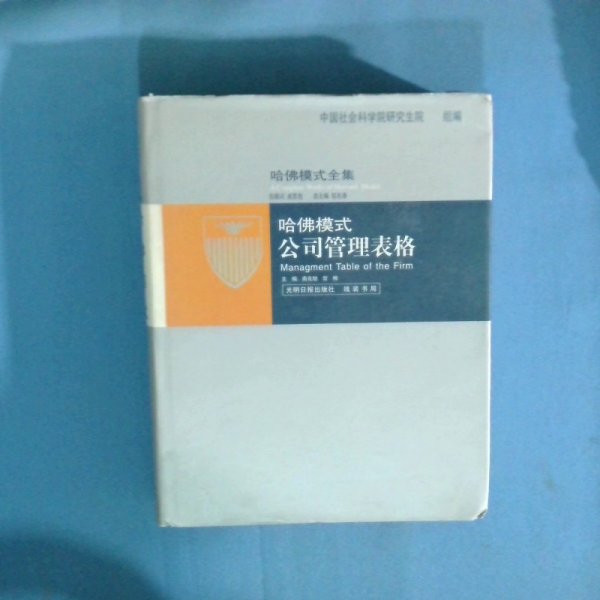 中国社会科学院研究生院 组编
哈佛模式全集
哈佛模式
公司管理表格
Managment Table of the Firm
主 编
光明日报出版社 线装书局